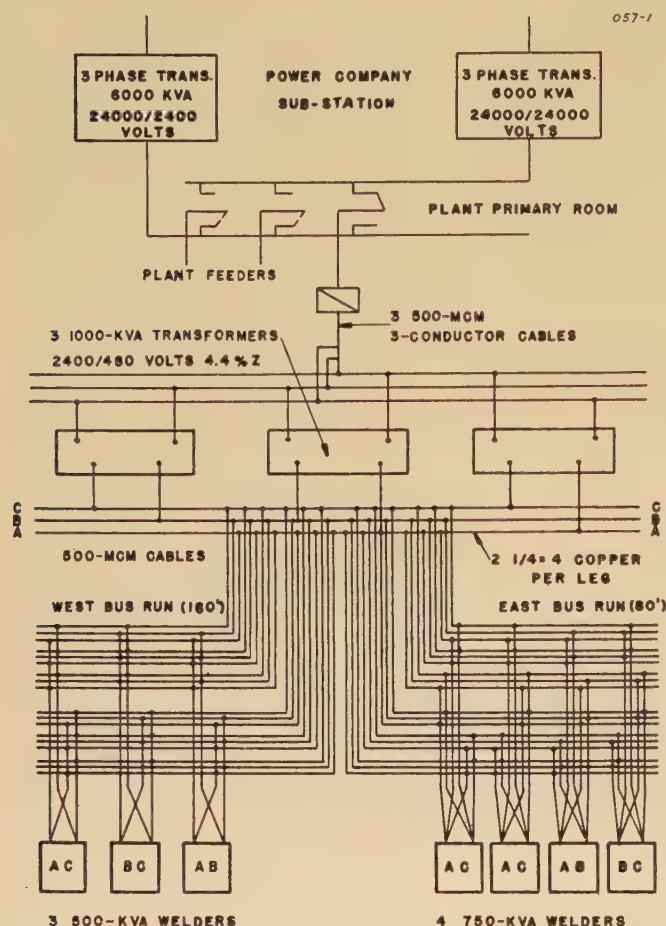 057-1
3 PHASE TRANS.
6000 KVA
24000/2400
VOLTS
POWER COMPANY
SUB-STATION
3 PHASE TRANS.
6000 KVA
24000/24000
VOLTS
PLANT PRIMARY ROOM
PLANT FEEDERS
3 500-MCM
3-CONDUCTOR CABLES
3 1000-KVA TRANSFORMERS
2400/480 VOLTS 4.4 % Z
C
B
A
C
B
A
500-MCM CABLES
2 1/4=4 COPPER
PER LEG
WEST BUS RUN (160')
EAST BUS RUN (80')
AC
BC
AB
AC
AC
AB
BC
3 500-KVA WELDERS
4 750-KVA WELDERS